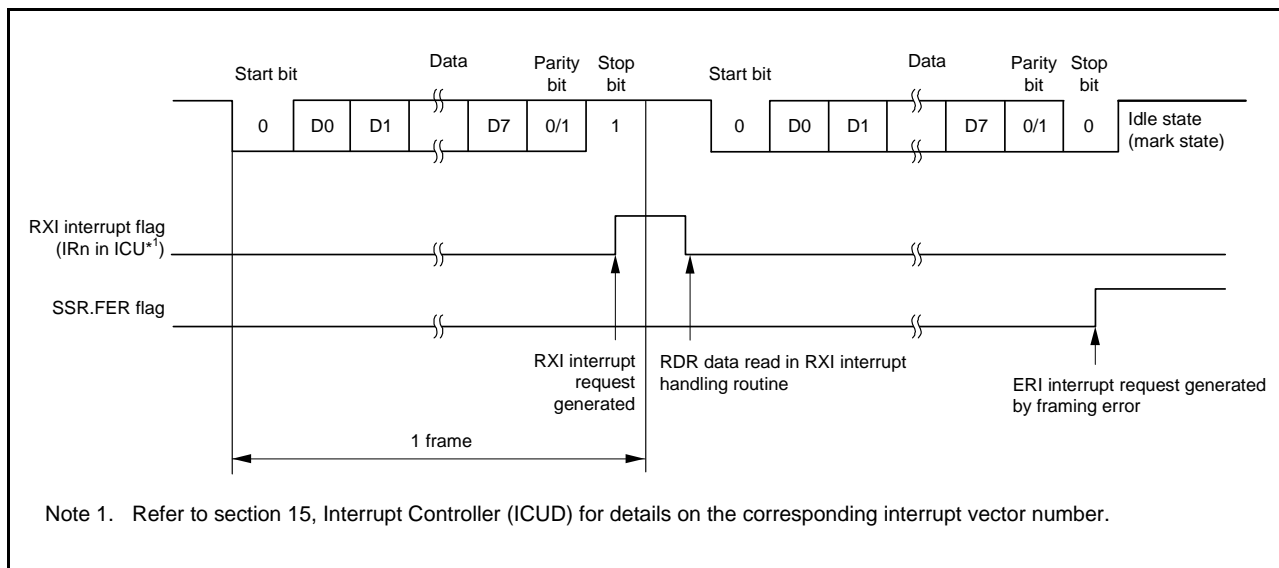 Start bit
Data
Parity bit
Stop bit
Start bit
Data
Parity bit
Stop bit
0 D0 D1 D7 0/1 1 0 D0 D1 D7 0/1 0
Idle state
(mark state)
RXI interrupt flag
(IRn in ICU*1)
SSR.FER flag
RXI interrupt
request
generated
RDR data read in RXI interrupt
handling routine
ERI interrupt request generated
by framing error
1 frame
Note 1. Refer to section 15, Interrupt Controller (ICUD) for details on the corresponding interrupt vector number.